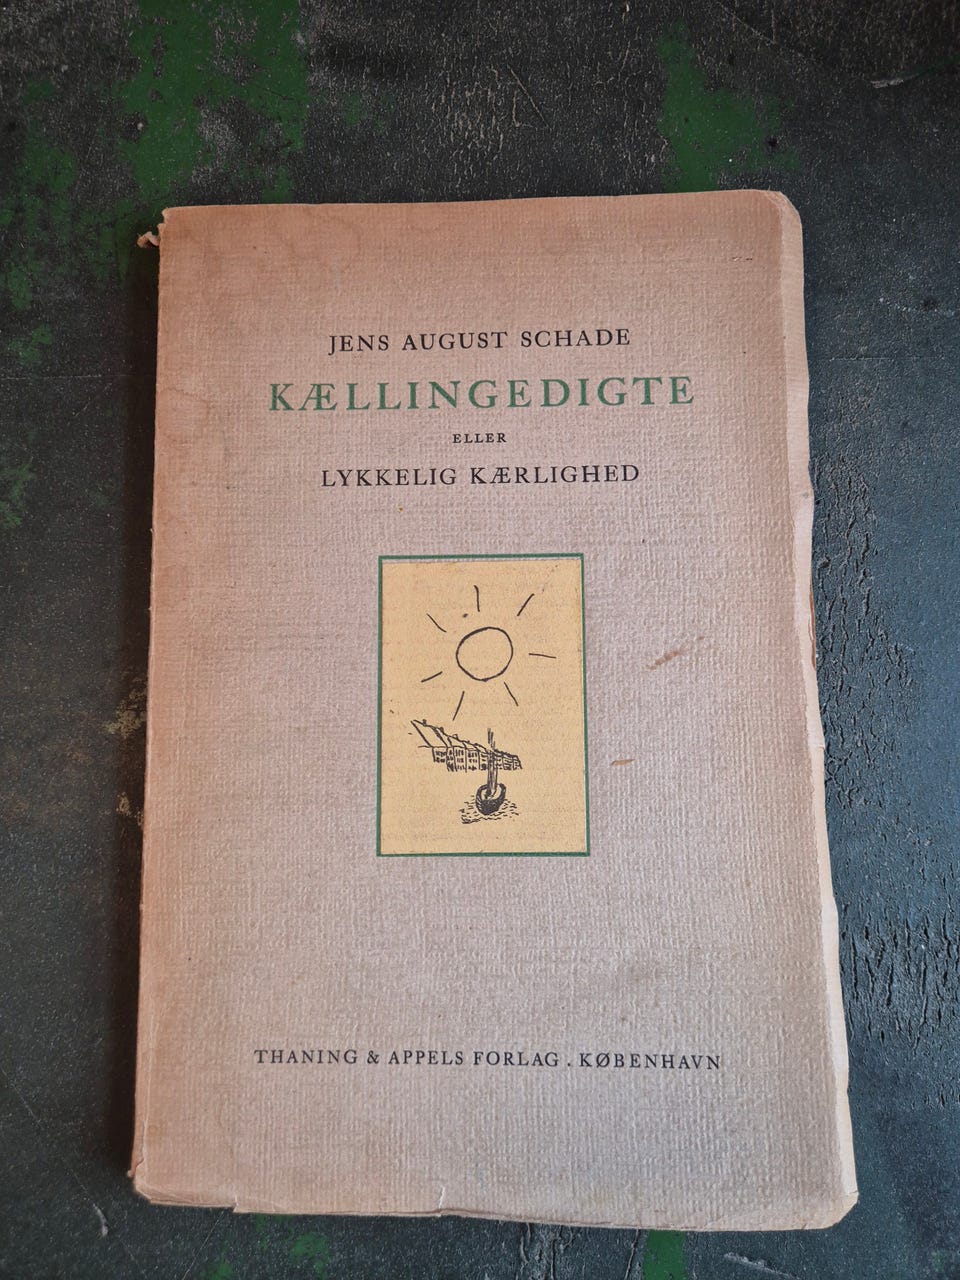 JENS AUGUST SCHADE
KÆLLINGEDIGTE
ELLER
LYKKELIG KÆRLIGHED
THANING & APPELS FORLAG . KØBENHAVN